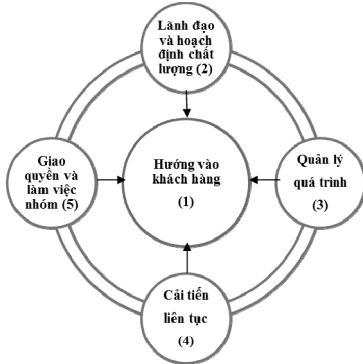 Lãnh đạo
và hoạch
định chất
lượng (2)
Giao
quyền và
làm việc
nhóm (5)
Hướng vào
khách hàng
(1)
Quản lý
quá trình
(3)
Cải tiến
liên tục
(4)